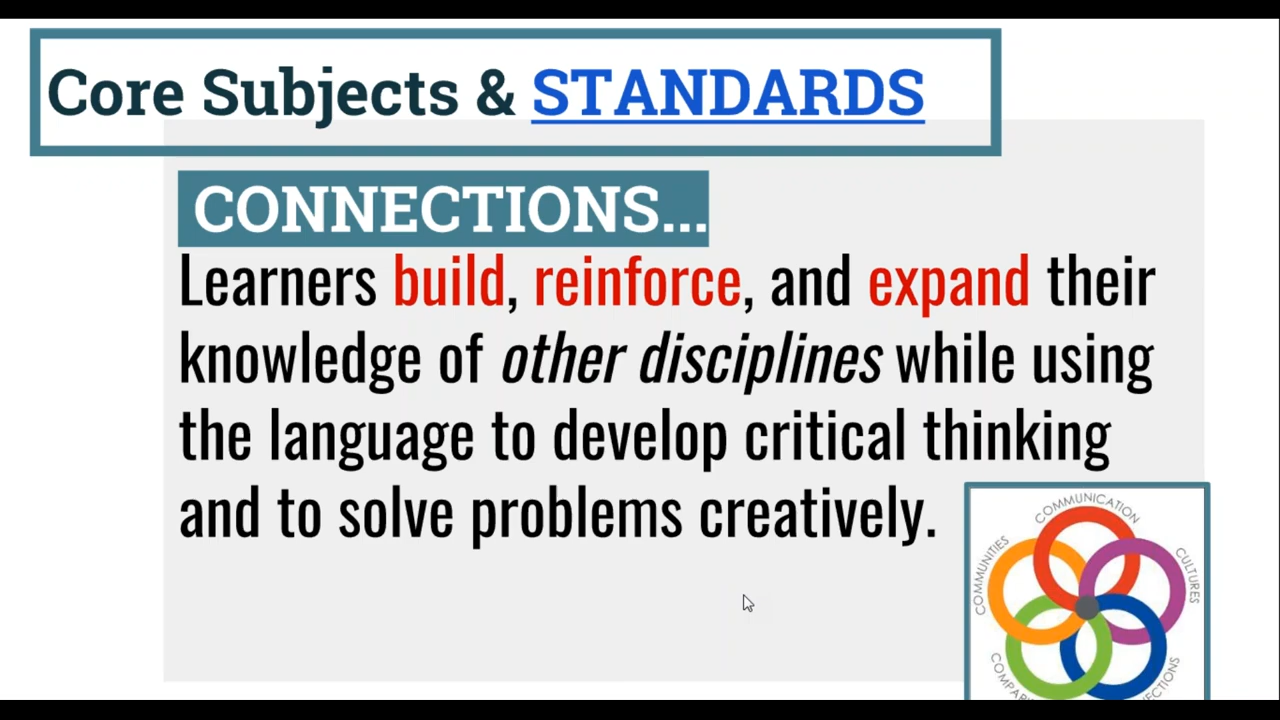 Core Subjects & STANDARDS
CONNECTIONS...
Learners build, reinforce, and expand their
knowledge of other disciplines while using
the language to develop critical thinking
and to solve problems creatively.
COMMUNICATION
COMMUNITIES
CULTURES